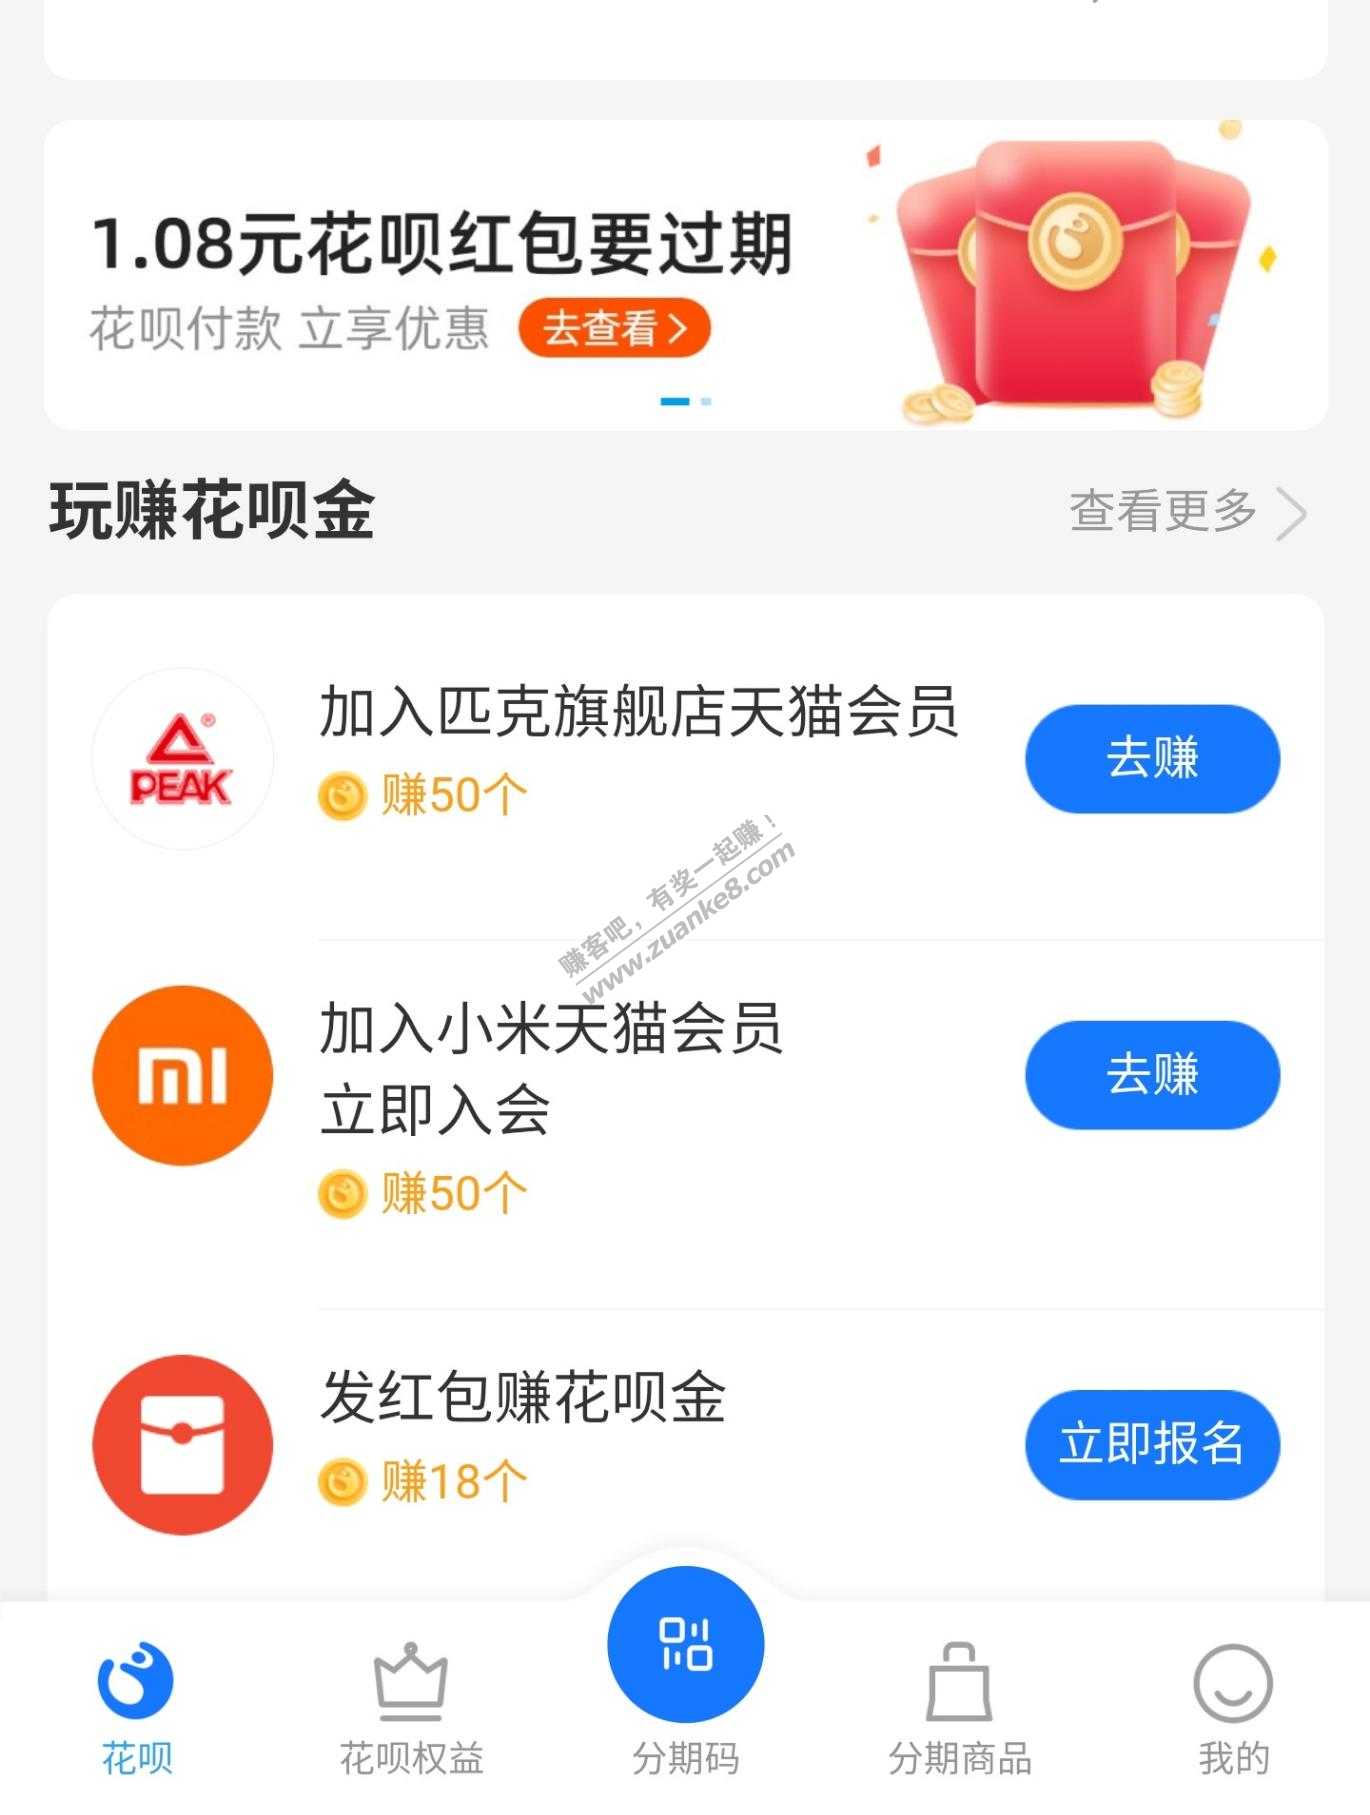 1.08元花呗红包要过期
花呗付款 立享优惠 去查看
玩赚花呗金
查看更多
加入匹克旗舰店天猫会员
PEAK®
赚50个
去赚
赚客吧，有奖一起赚！
www.zuanke8.com
加入小米天猫会员
立即入会
mi
赚50个
去赚
发红包赚花呗金
赚18个
立即报名
花呗
花呗权益
分期码
分期商品
我的